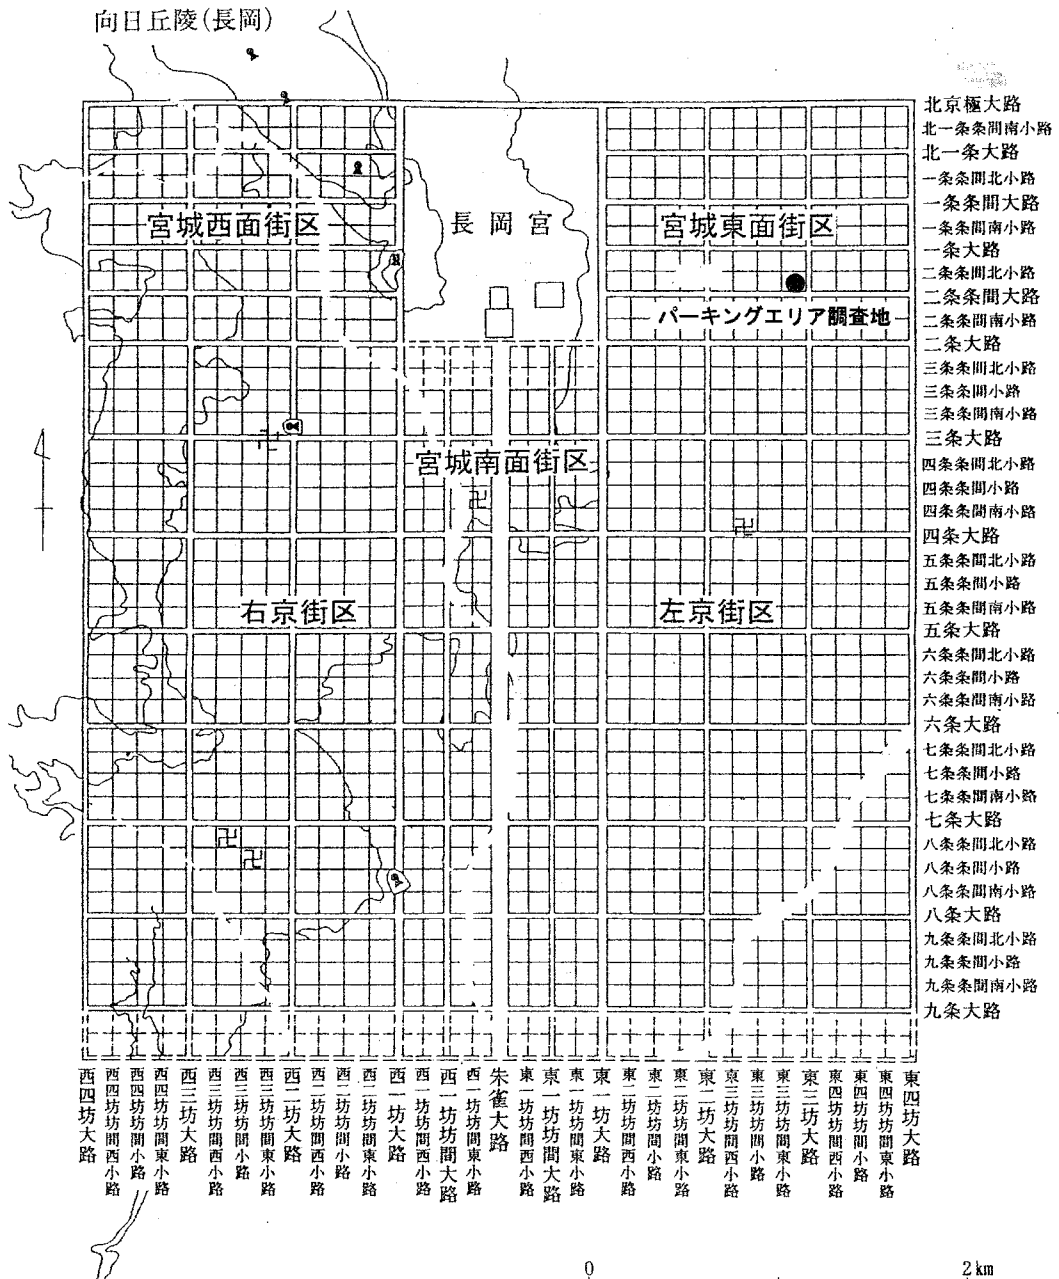 向日丘陵(長岡)
北京極大路
北一条条間南小路
北一条大路
一条条間北小路
一条条間大路
一条条間南小路
一条大路
二条条間北小路
二条条間大路
二条条間南小路
二条大路
三条条間北小路
三条条間小路
三条条間南小路
三条大路
四条条間北小路
四条条間小路
四条条間南小路
四条大路
五条条間北小路
五条条間小路
五条条間南小路
五条大路
六条条間北小路
六条条間小路
六条条間南小路
六条大路
七条条間北小路
七条条間小路
七条条間南小路
七条大路
八条条間北小路
八条条間小路
八条条間南小路
八条大路
九条条間北小路
九条条間小路
九条条間南小路
九条大路
宮城西面街区
長岡宮
宮城東面街区
パーキングエリア調査地
宮城南面街区
右京街区
左京街区
西四坊大路
西四坊坊間西小路
西四坊坊間小路
西四坊坊間東小路
西三坊大路
西三坊坊間西小路
西三坊坊間小路
西三坊坊間東小路
西二坊大路
西二坊坊間西小路
西二坊坊間小路
西二坊坊間東小路
西一坊大路
西一坊坊間西小路
西一坊坊間大路
西一坊坊間東小路
朱雀大路
東一坊坊間西小路
東一坊坊間大路
東一坊坊間東小路
東一坊大路
東二坊坊間西小路
東二坊坊間小路
東二坊坊間東小路
東二坊大路
東三坊坊間西小路
東三坊坊間小路
東三坊坊間東小路
東三坊大路
東四坊坊間西小路
東四坊坊間小路
東四坊坊間東小路
東四坊大路
0
2km